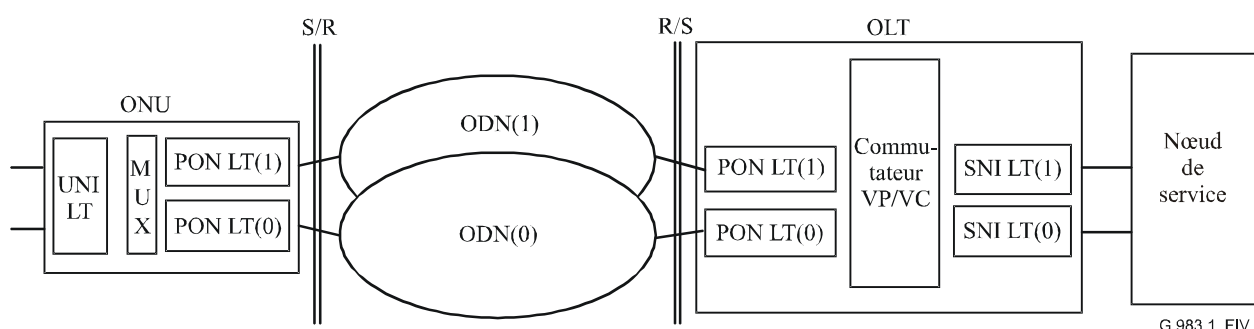 S/R
R/S
OLT
ONU
UNI
LT
M
U
X
PON LT(1)
PON LT(0)
ODN(1)
ODN(0)
PON LT(1)
PON LT(0)
Commu-
tateur
VP/VC
SNI LT(1)
SNI LT(0)
Nœud
de
service
G.983.1_FIV